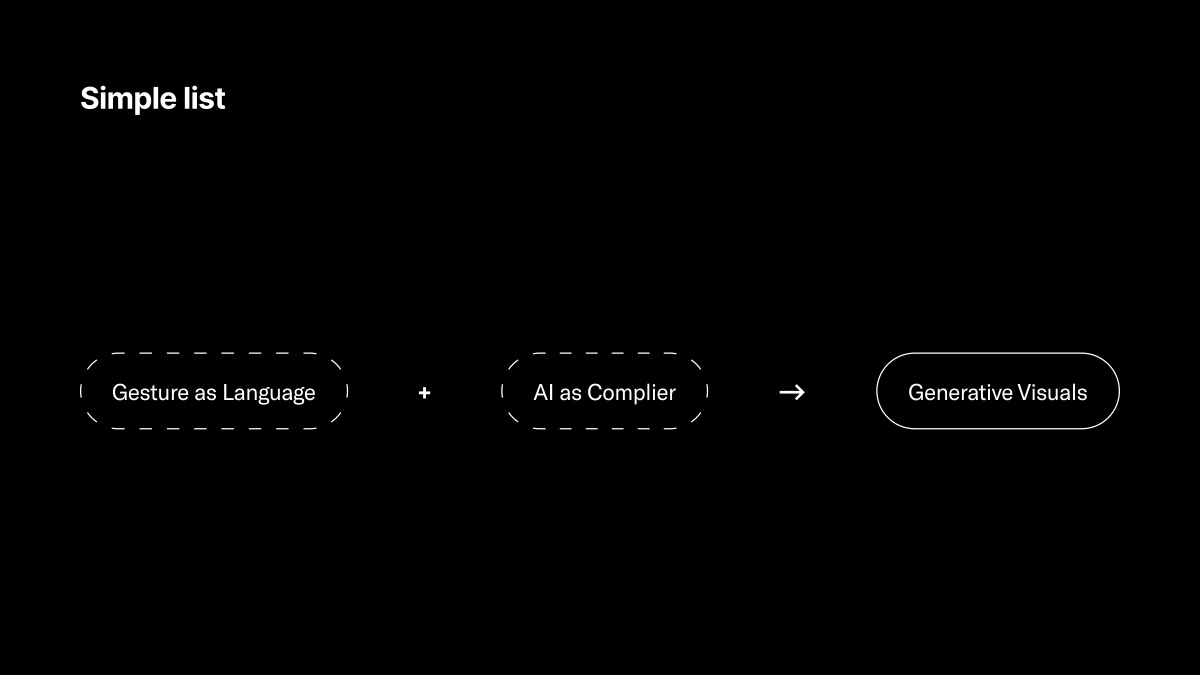 Simple list
Gesture as Language + AI as Complier → Generative Visuals